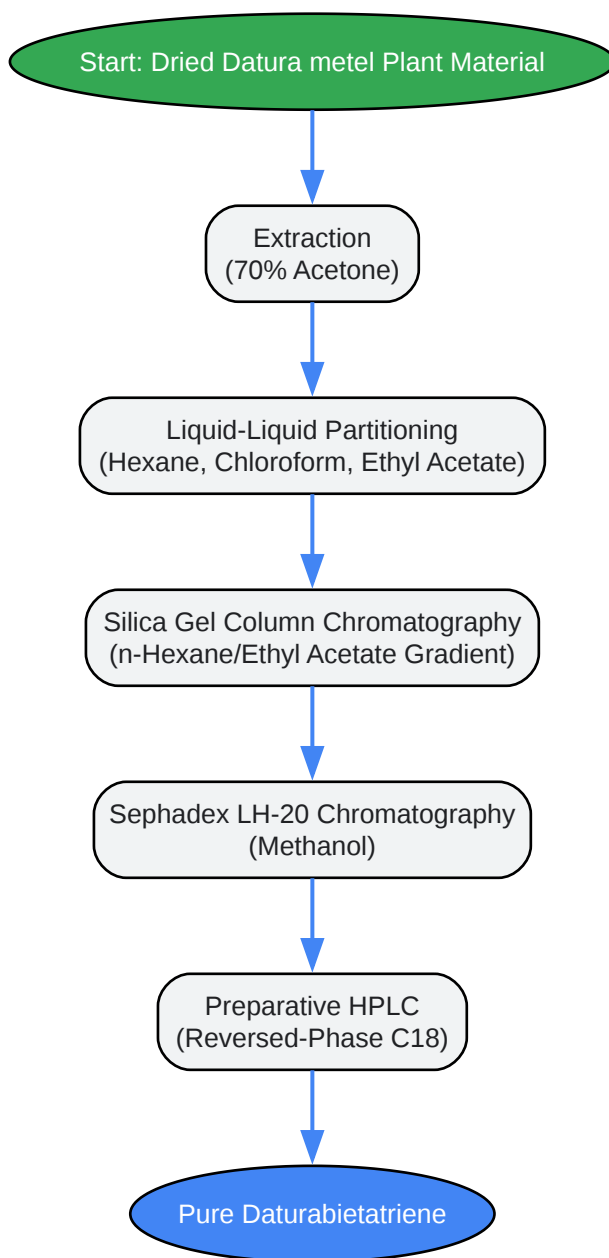 Start: Dried Datura metel Plant Material
Extraction
(70% Acetone)
Liquid-Liquid Partitioning
(Hexane, Chloroform, Ethyl Acetate)
Silica Gel Column Chromatography
(n-Hexane/Ethyl Acetate Gradient)
Sephadex LH-20 Chromatography
(Methanol)
Preparative HPLC
(Reversed-Phase C18)
Pure Daturabietatriene